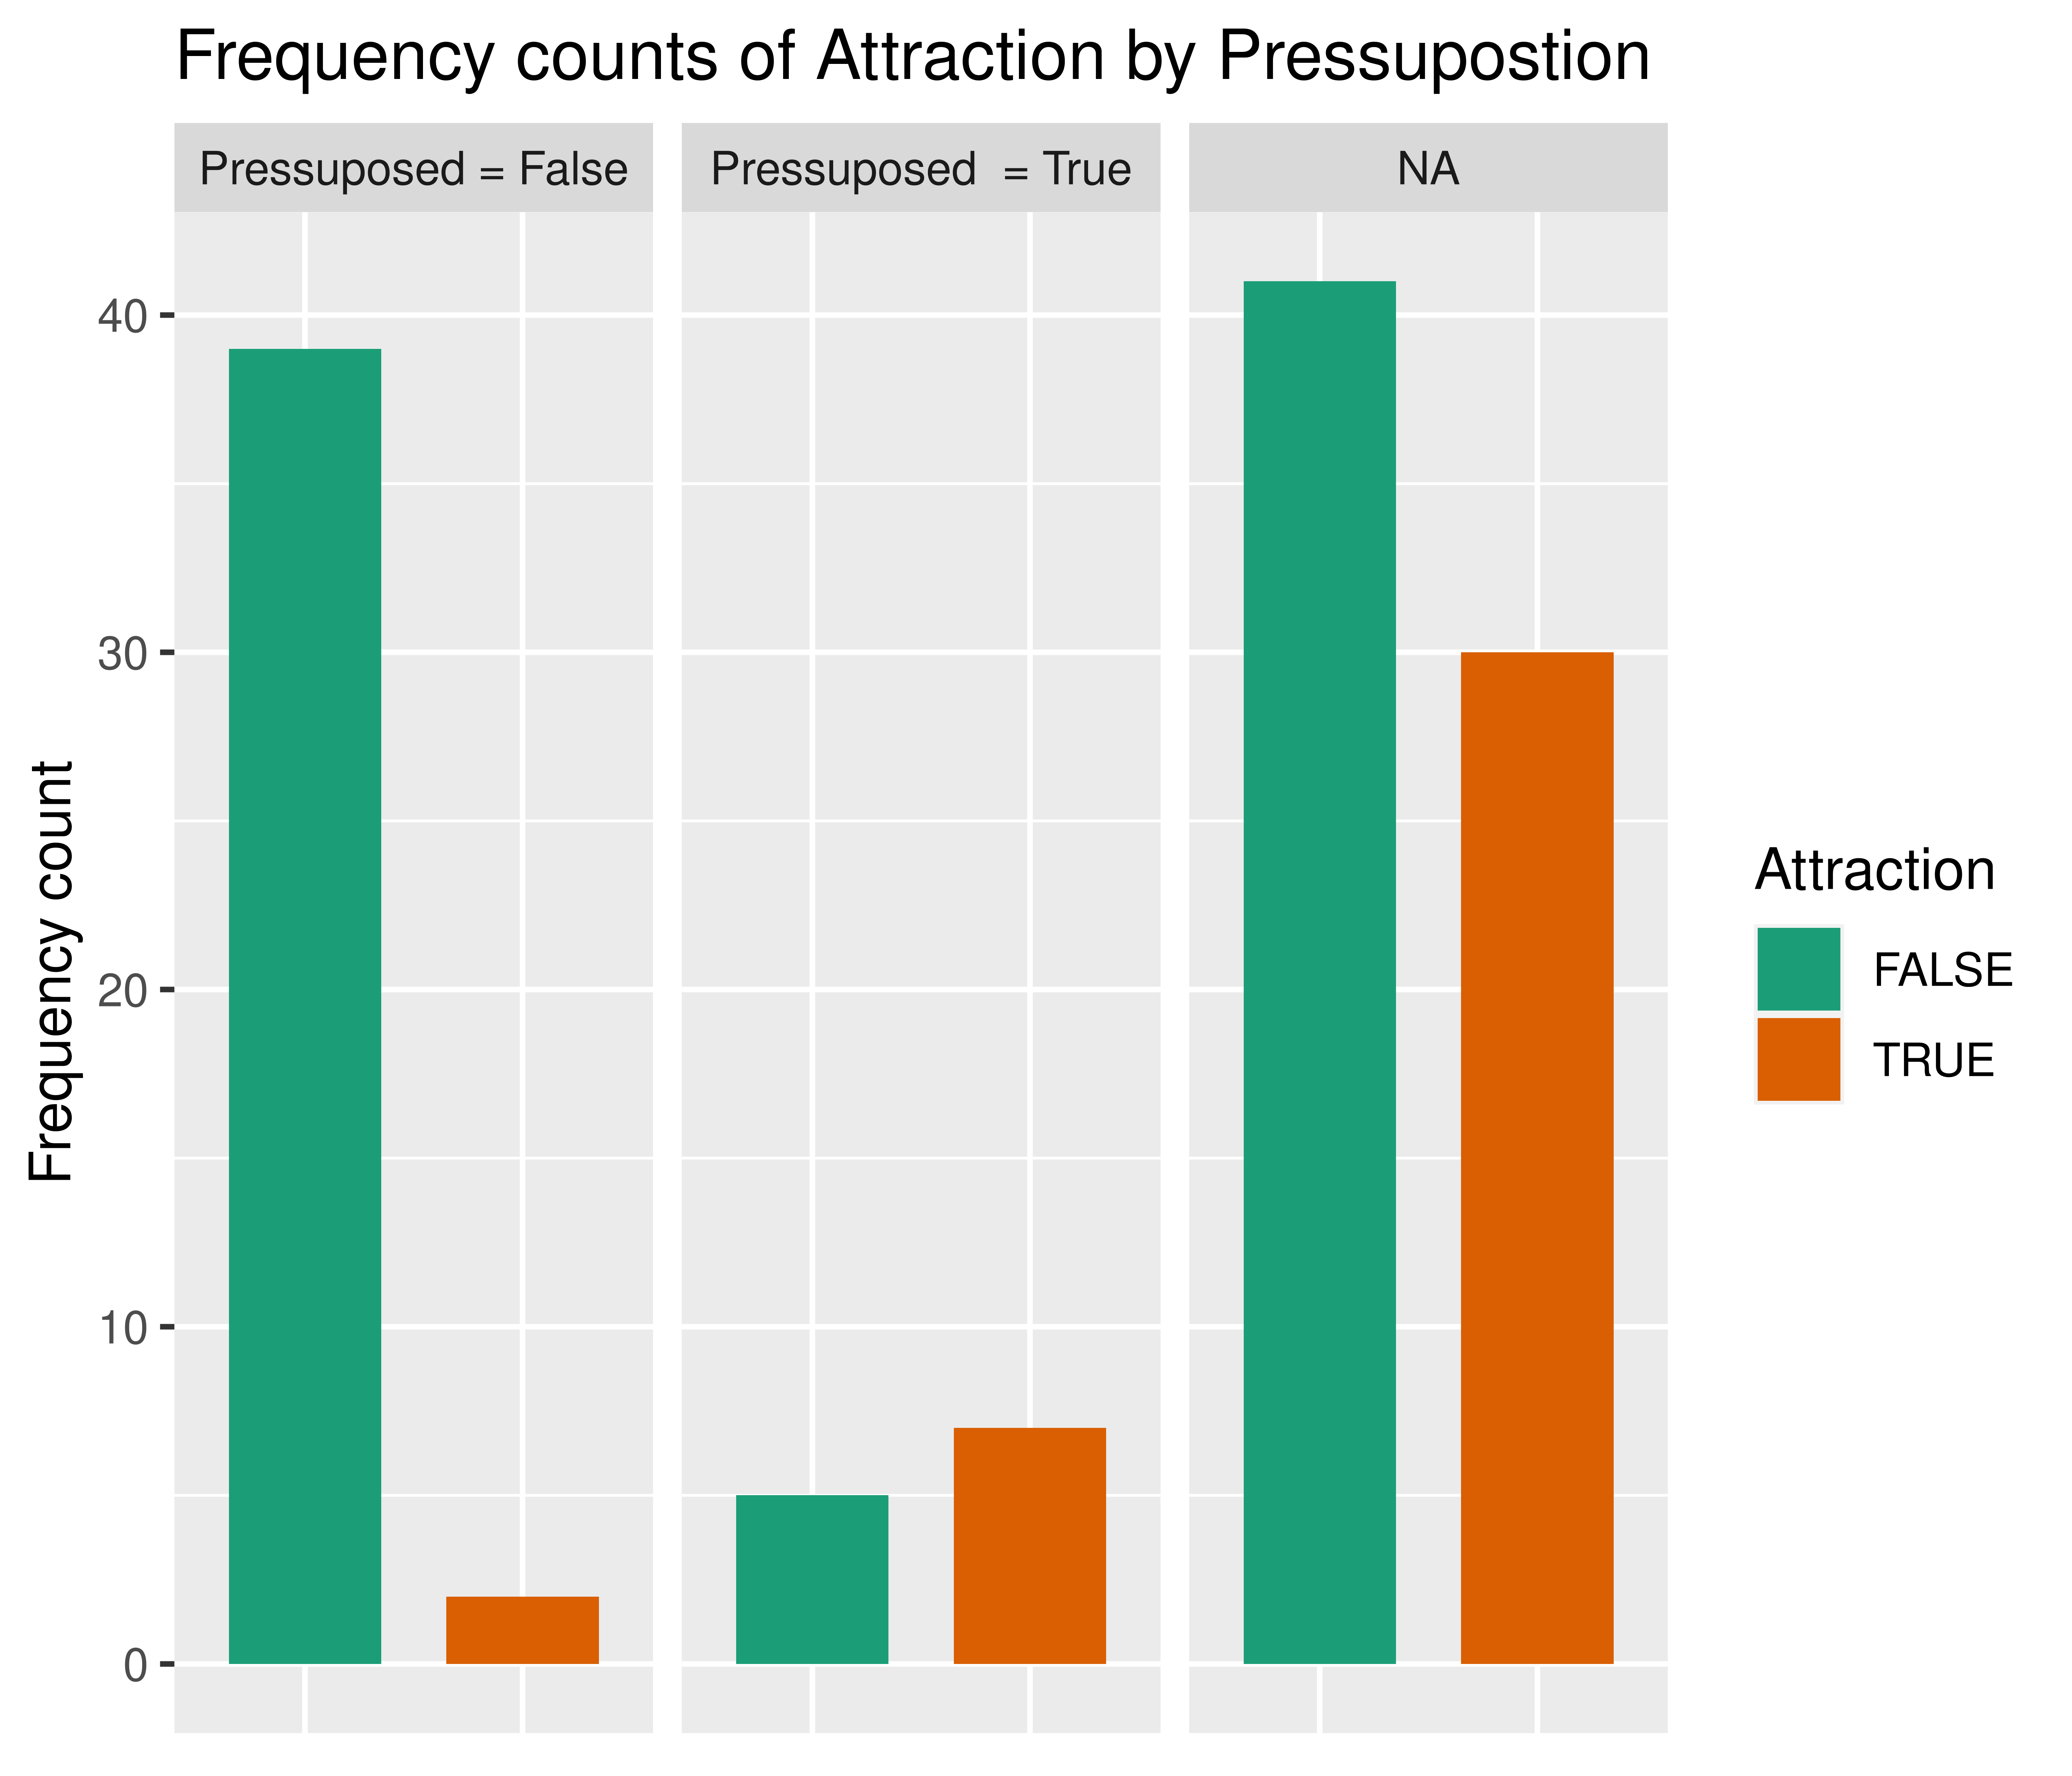 Frequency counts of Attraction by Pressupostion
Pressuposed = False
Pressuposed  = True
NA
40
30
20
10
0
Frequency count
Attraction
FALSE
TRUE